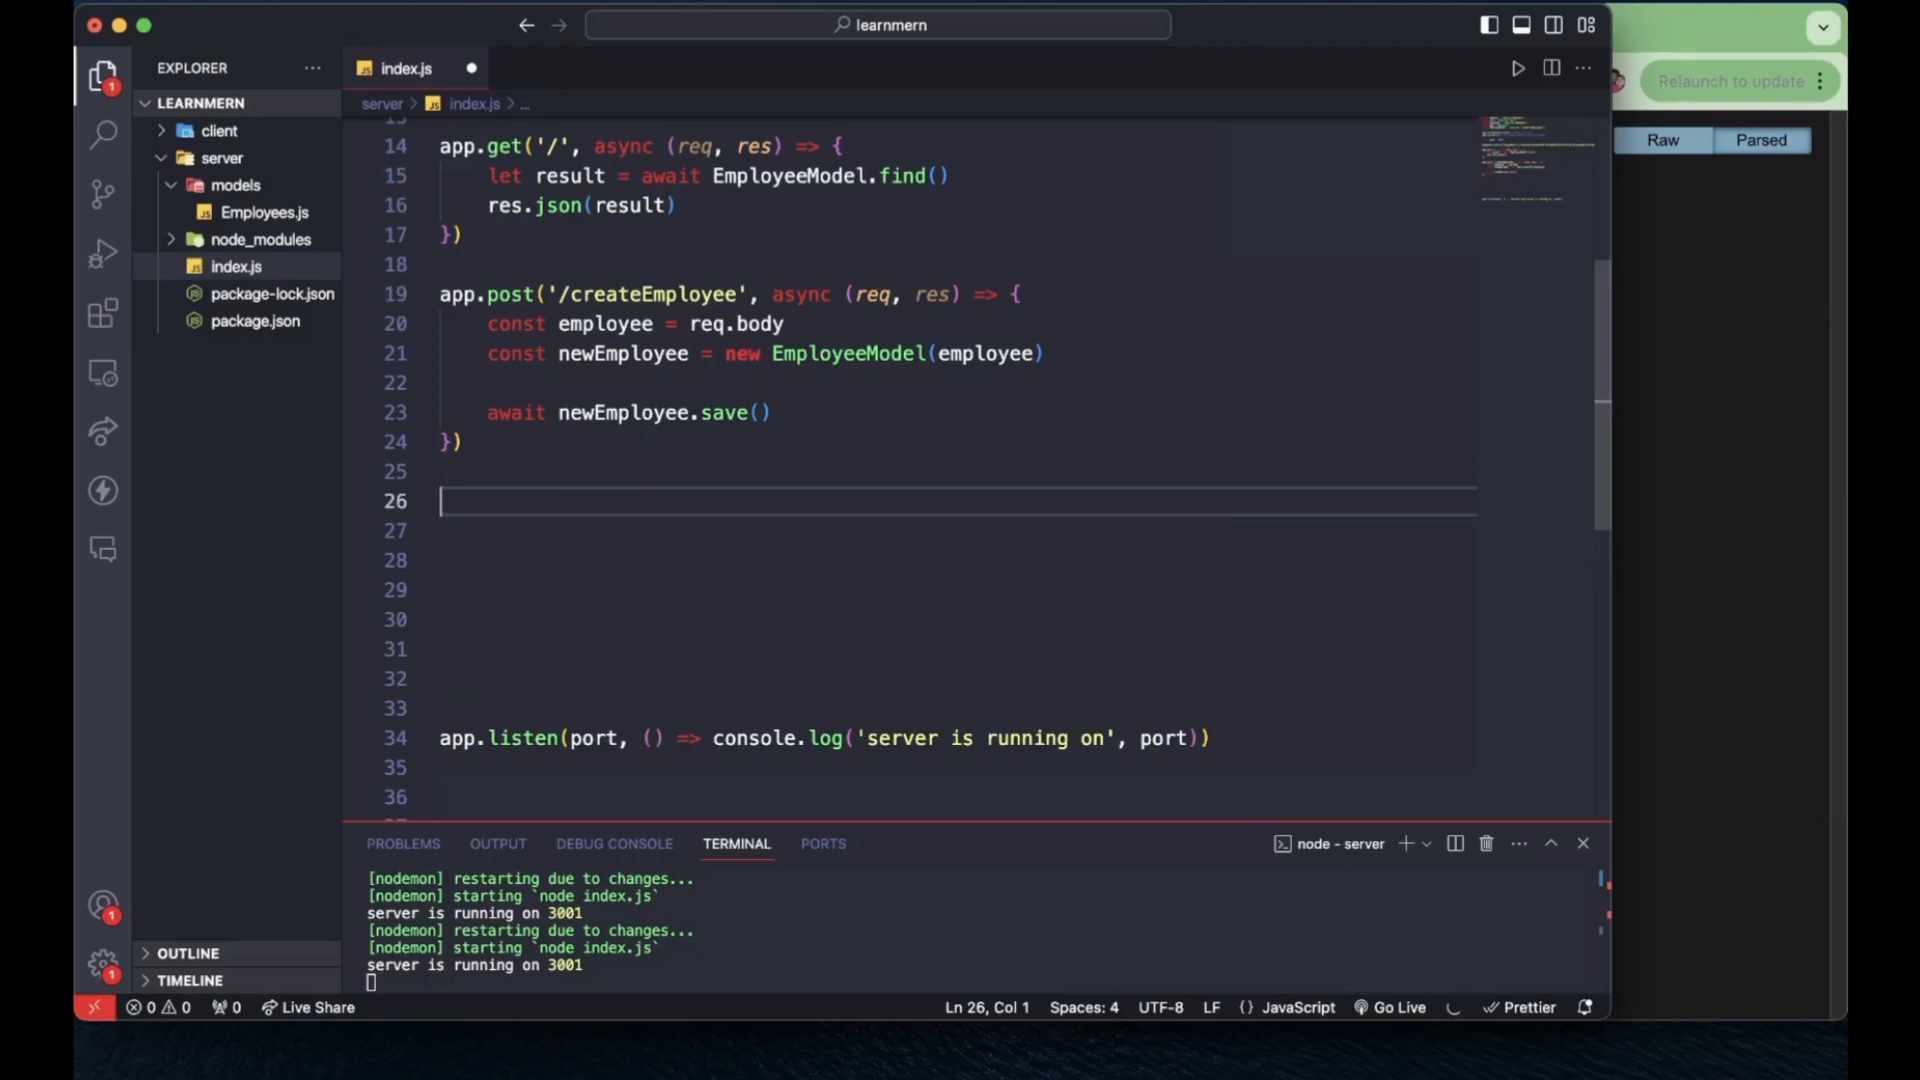 learnmern
EXPLORER
LEARNMERN
client
server
models
Employees.js
node_modules
index.js
package-lock.json
package.json
OUTLINE
TIMELINE
1
1
1
index.js
server > index.js > ...
14 app.get('/', async (req, res) => {
15 let result = await EmployeeModel.find()
16 res.json(result)
17 })
18
19 app.post('/createEmployee', async (req, res) => {
20 const employee = req.body
21 const newEmployee = new EmployeeModel(employee)
22
23 await newEmployee.save()
24 })
25
26
27
28
29
30
31
32
33
34 app.listen(port, () => console.log('server is running on', port))
35
36
PROBLEMS OUTPUT DEBUG CONSOLE TERMINAL PORTS
node - server
[nodemon] restarting due to changes...
[nodemon] starting `node index.js`
server is running on 3001
[nodemon] restarting due to changes...
[nodemon] starting `node index.js`
server is running on 3001
0 0 0 Live Share
Ln 26, Col 1 Spaces: 4 UTF-8 LF {} JavaScript Go Live Prettier
Relaunch to update
Raw Parsed